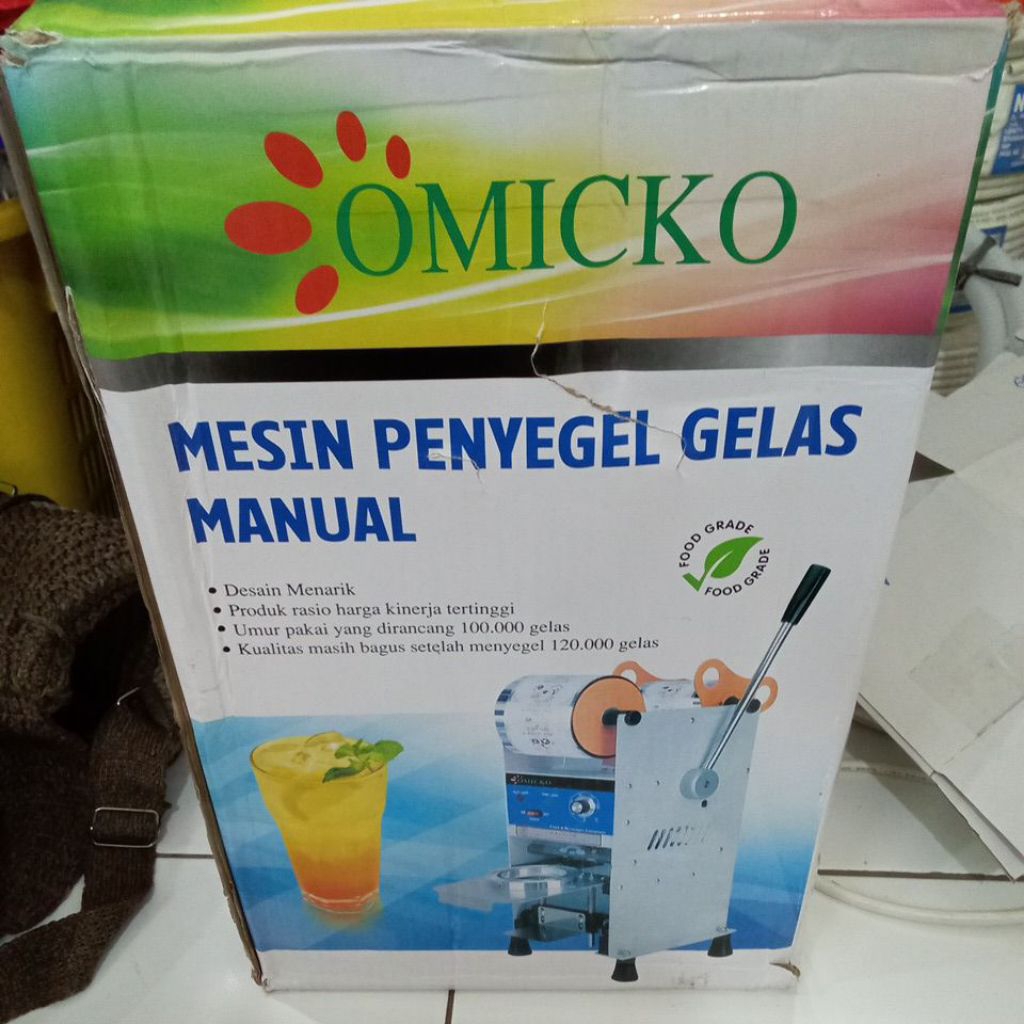 OMICKO
MESIN PENYEGEL GELAS
MANUAL
FOOD GRADE
FOOD GRADE
• Desain Menarik
• Produk rasio harga kinerja tertinggi
• Umur pakai yang dirancang 100.000 gelas
• Kualitas masih bagus setelah menyegel 120.000 gelas
OMICKO